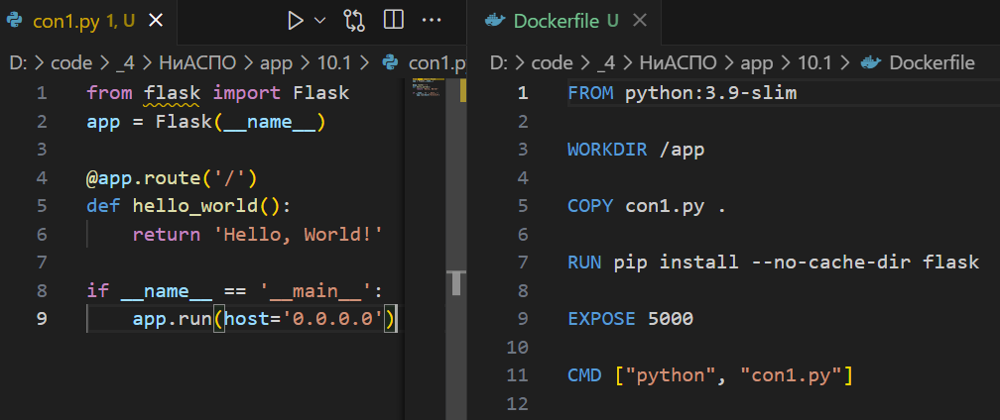 con1.py 1, U
D: > code > _4 > НиАСПО > app > 10.1 > con1.py
1 from flask import Flask
2 app = Flask(__name__)
3
4 @app.route('/')
5 def hello_world():
6     return 'Hello, World!'
7
8 if __name__ == '__main__':
9     app.run(host='0.0.0.0')
Dockerfile U
D: > code > _4 > НиАСПО > app > 10.1 > Dockerfile
1 FROM python:3.9-slim
2
3 WORKDIR /app
4
5 COPY con1.py .
6
7 RUN pip install --no-cache-dir flask
8
9 EXPOSE 5000
10
11 CMD ["python", "con1.py"]
12